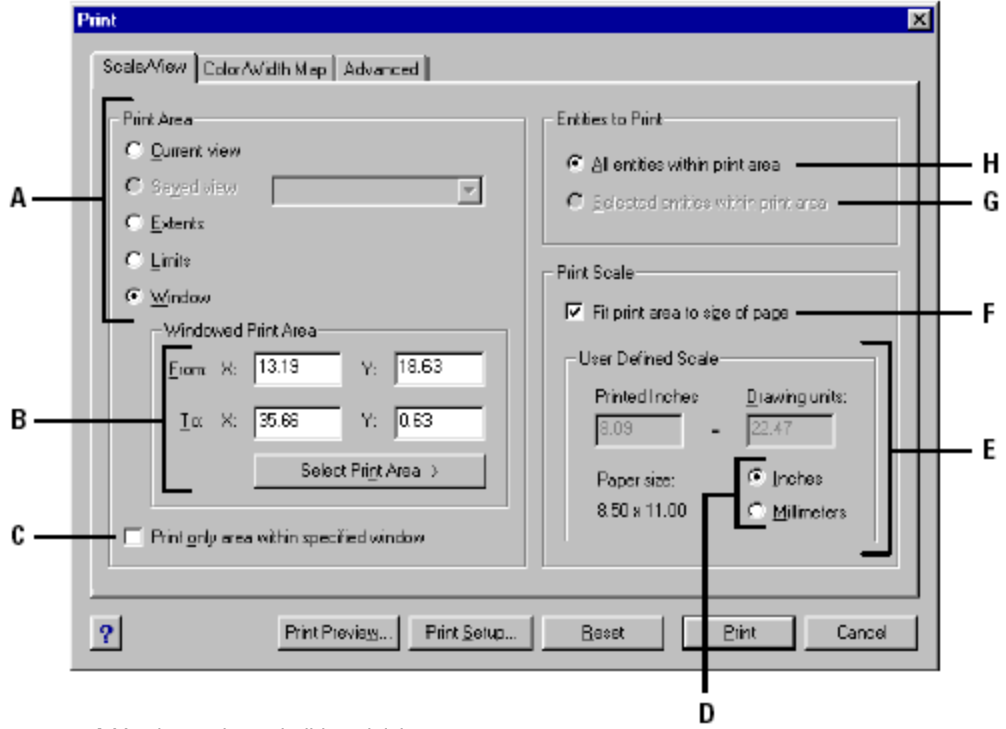 Print
Scale/View Color/Width Map Advanced
Print Area
Current view
Saved view
Extents
Limits
Window
Windowed Print Area
From: X: 13.19 Y: 18.63
To: X: 35.66 Y: 0.63
Select Print Area >
Print only area within specified window
Entities to Print
All entities within print area
Selected entities within print area
Print Scale
Fit print area to size of page
User Defined Scale
Printed Inches Drawing units:
8.09 = 22.47
Paper size:
8.50 x 11.00
Inches
Millimeters
? Print Preview... Print Setup... Reset Print Cancel
A
B
C
D
E
F
G
H